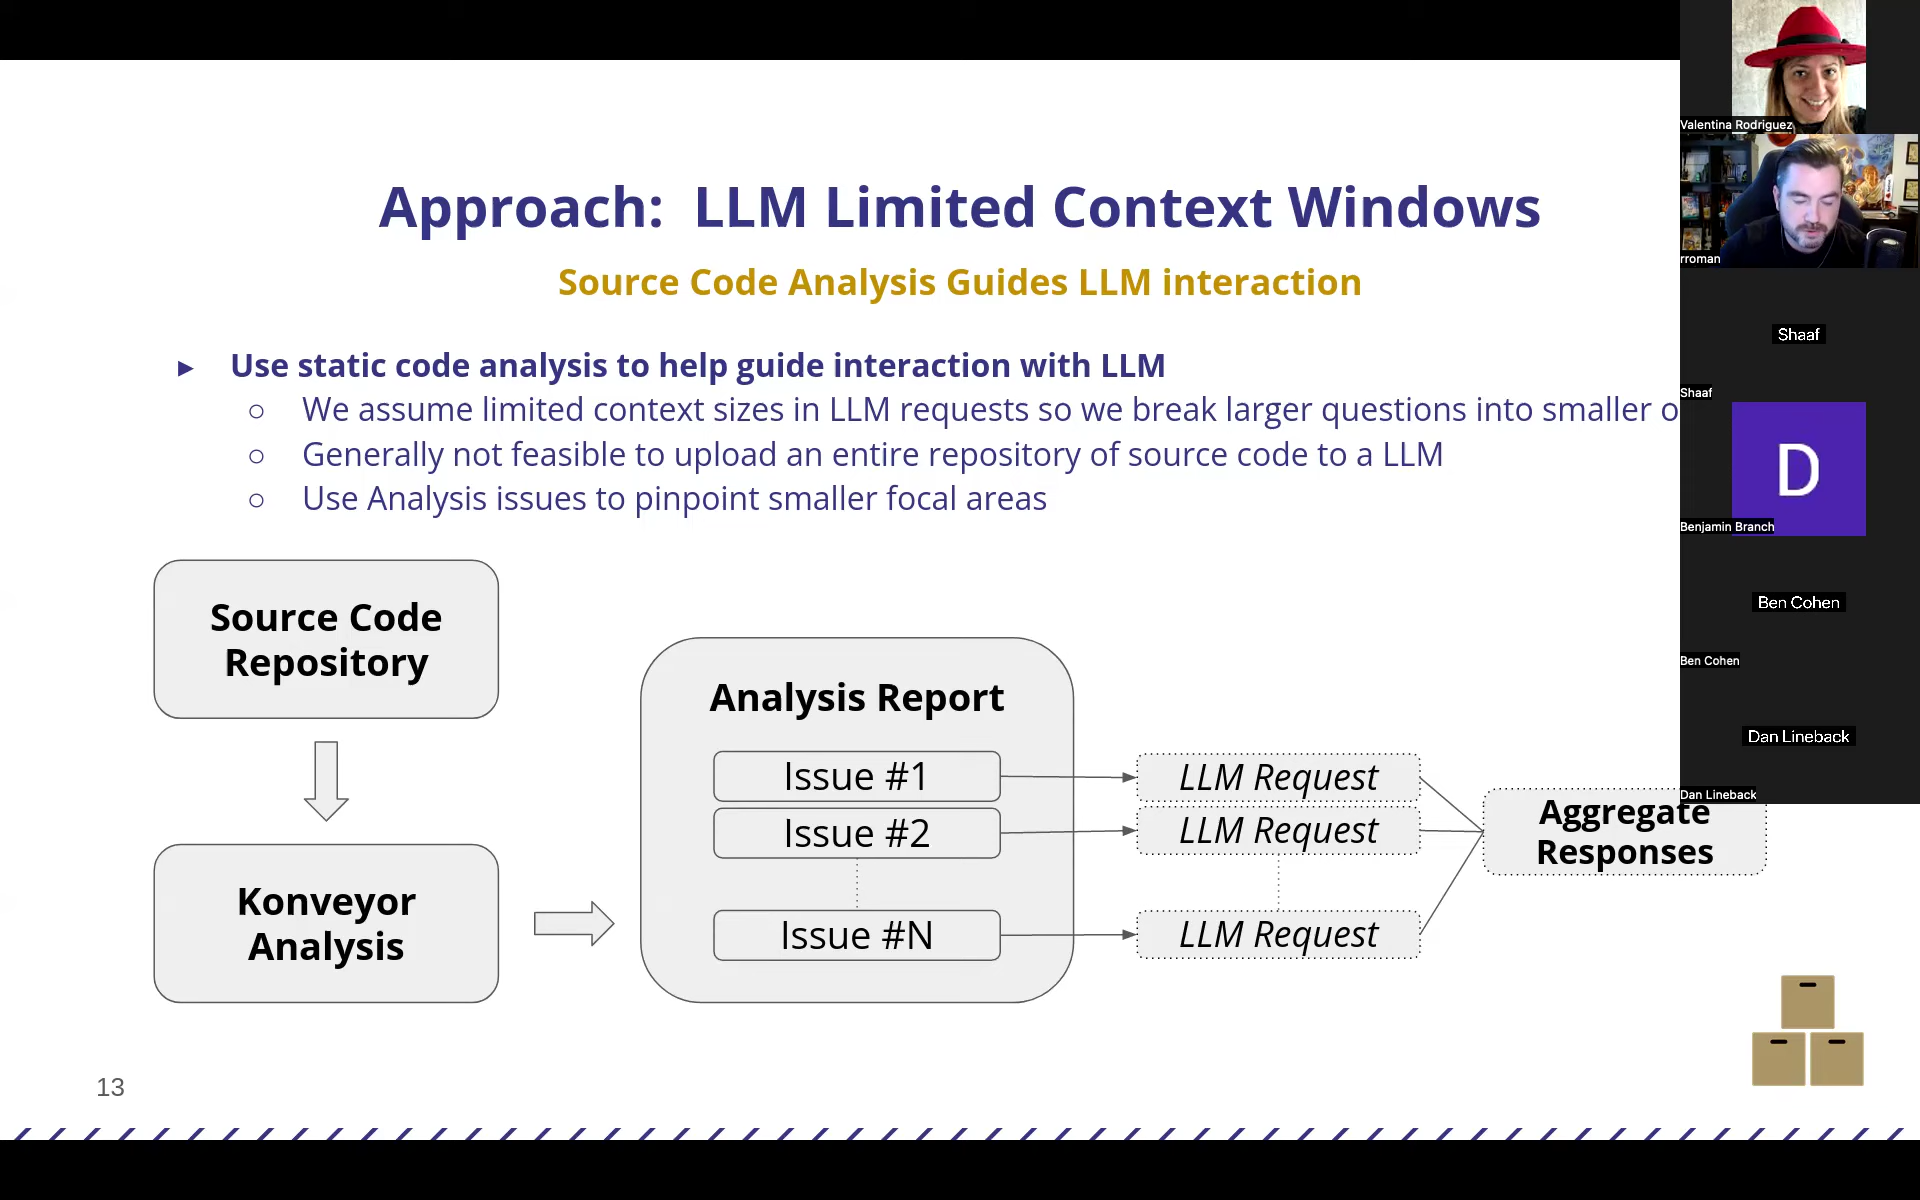 Approach: LLM Limited Context Windows
Source Code Analysis Guides LLM interaction
► Use static code analysis to help guide interaction with LLM
○ We assume limited context sizes in LLM requests so we break larger questions into smaller o
○ Generally not feasible to upload an entire repository of source code to a LLM
○ Use Analysis issues to pinpoint smaller focal areas
Source Code
Repository
Konveyor
Analysis
Analysis Report
Issue #1
Issue #2
Issue #N
LLM Request
LLM Request
LLM Request
Aggregate
Responses
13
Valentina Rodriguez
rroman
Shaaf
Shaaf
D
Benjamin Branch
Ben Cohen
Ben Cohen
Dan Lineback
Dan Lineback